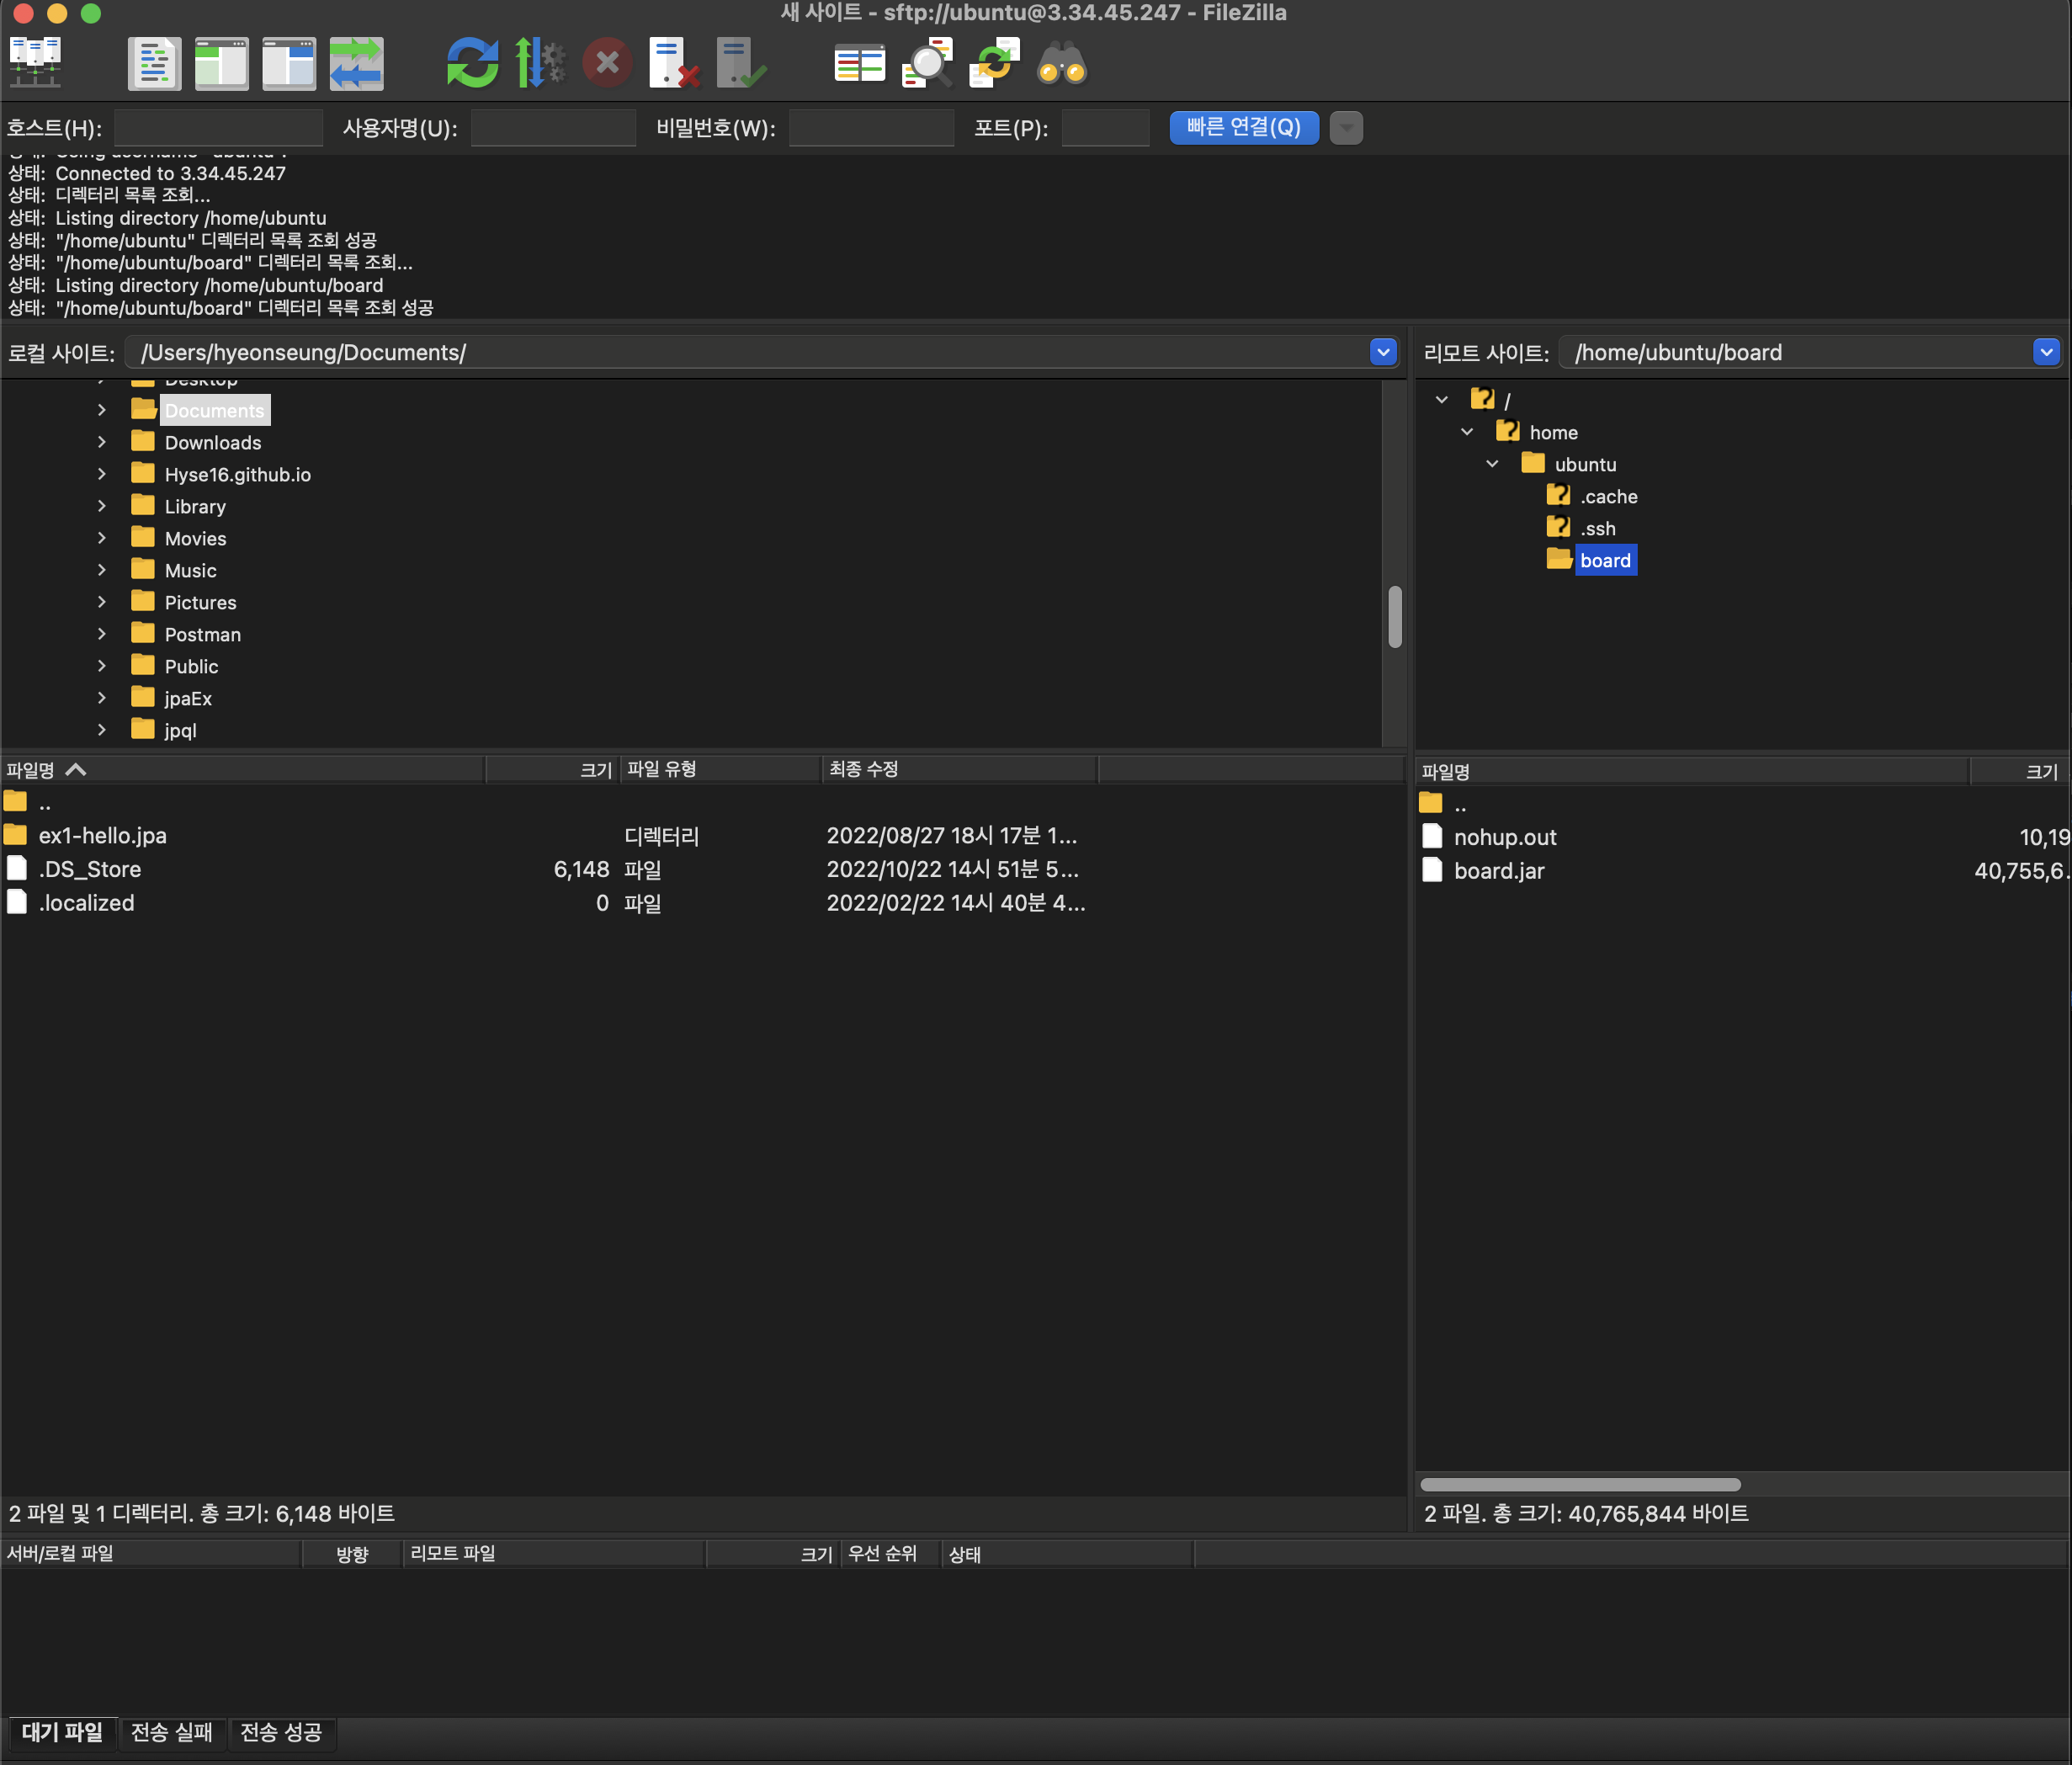 새 사이트 - sftp://ubuntu@3.34.45.247 - FileZilla
호스트(H): 사용자명(U): 비밀번호(W): 포트(P): 빠른 연결(Q)
상태: Using username "ubuntu".
상태: Connected to 3.34.45.247
상태: 디렉터리 목록 조회...
상태: Listing directory /home/ubuntu
상태: "/home/ubuntu" 디렉터리 목록 조회 성공
상태: "/home/ubuntu/board" 디렉터리 목록 조회...
상태: Listing directory /home/ubuntu/board
상태: "/home/ubuntu/board" 디렉터리 목록 조회 성공
로컬 사이트: /Users/hyeonseung/Documents/
Desktop
Documents
Downloads
Hyse16.github.io
Library
Movies
Music
Pictures
Postman
Public
jpaEx
jpql
파일명 크기 파일 유형 최종 수정
..
ex1-hello.jpa 디렉터리 2022/08/27 18시 17분 1...
.DS_Store 6,148 파일 2022/10/22 14시 51분 5...
.localized 0 파일 2022/02/22 14시 40분 4...
2 파일 및 1 디렉터리. 총 크기: 6,148 바이트
리모트 사이트: /home/ubuntu/board
/
home
ubuntu
.cache
.ssh
board
파일명 크기
..
nohup.out 10,19
board.jar 40,755,6.
2 파일. 총 크기: 40,765,844 바이트
서버/로컬 파일 방향 리모트 파일 크기 우선 순위 상태
대기 파일 전송 실패 전송 성공